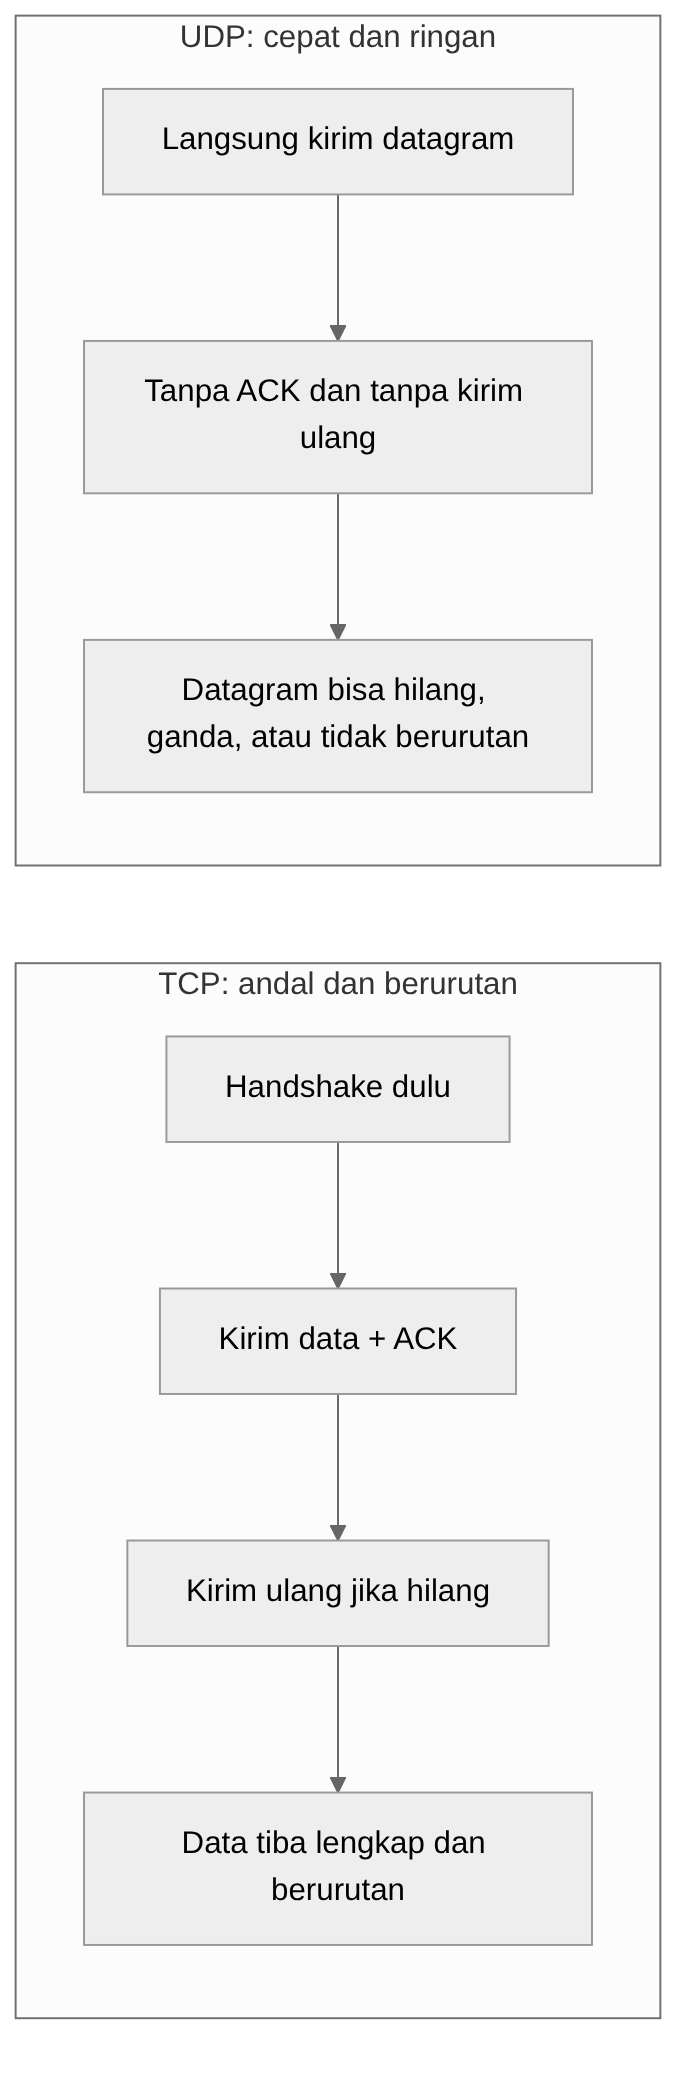 UDP: cepat dan ringan
Langsung kirim datagram
Tanpa ACK dan tanpa kirim
ulang
Datagram bisa hilang,
ganda, atau tidak berurutan
TCP: andal dan berurutan
Handshake dulu
Kirim data + ACK
Kirim ulang jika hilang
Data tiba lengkap dan
berurutan